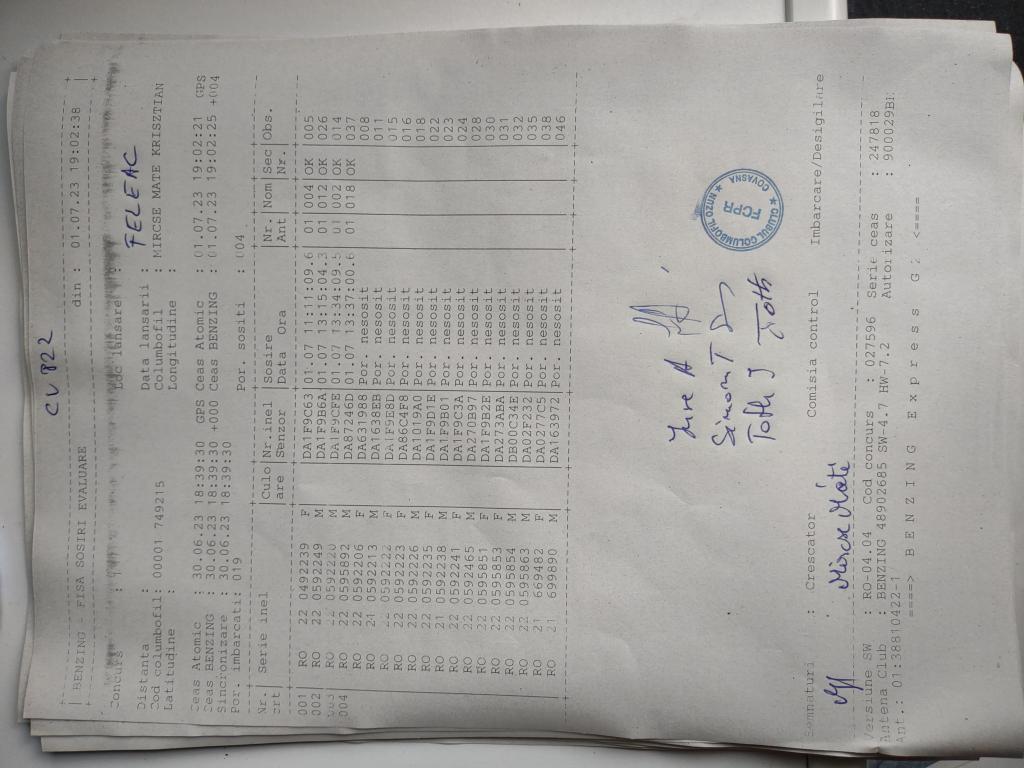 CV P22
BENZING - FISA SOSIRI EVALUARE din : 01.07.23 19:02:38
Concurs : Loc lansare : FELEAC
Distanta : Data lansarii :
Cod columbofil: 00001 749215 Columbofil : MIRCSE MATE KRISZTIAN
Latitudine : Longitudine :
Ceas Atomic : 30.06.23 18:39:30 GPS Ceas Atomic : 01.07.23 19:02:21 GPS
Ceas BENZING : 30.06.23 18:39:30 +000 Ceas BENZING : 01.07.23 19:02:25 +004
Sincronizare : 30.06.23 18:39:30
Por. imbarcati: 019 Por. sositi : 004
Nr. Serie inel Culo Nr.inel Sosire Nr. Nom Sec Obs.
crt are Senzor Data Ora Ant Nr.
001 RO 22 0492239 F DA1F9C63 01.07 11:11:09.6 01 004 OK 005
002 RO 22 0592249 M DA1F9B6A 01.07 13:15:04.3 01 012 OK 026
003 RO 22 0592220 M DA1F9CFE 01.07 13:34:09.5 01 002 OK 014
004 RO 22 0595892 M DA87246D 01.07 13:37:00.6 01 018 OK 037
RO 22 0592206 F DA631988 Por. nesosit 008
RO 21 0592213 M DA1638EB Por. nesosit 011
RO 22 0592222 F DA1F9E8D Por. nesosit 015
RO 22 0592223 F DA86C4F8 Por. nesosit 016
RO 22 0592226 M DA1019A0 Por. nesosit 018
RO 22 0592235 F DA1F9D1E Por. nesosit 022
RO 21 0592238 M DA1F9B01 Por. nesosit 023
RO 22 0592241 F DA1F9C3A Por. nesosit 024
RO 22 0592465 M DA270B97 Por. nesosit 028
RO 22 0595851 F DA1F9B2E Por. nesosit 030
RO 22 0595853 F DA273ABA Por. nesosit 031
RO 22 0595854 M DB00C34E Por. nesosit 032
RO 22 0595863 M DA02F232 Por. nesosit 035
RO 21 669482 F DA0277C5 Por. nesosit 038
RO 21 699890 M DA163972 Por. nesosit 046
Simon T
Toth J Toth
CLUBUL COLUMBOFIL COVASNA
FCPR
Semnaturi : Crescator Comisia control Imbarcare/Desigilare
Mircse Máté
Versiune SW : RO-04.04 Cod concurs : 027596 Serie ceas : 247818
Antena Club : BENZING 48902685 SW-4.7 HW-7.2 Autorizare : 900029BE
Ant.: 01:38810422-1
====> B E N Z I N G E X p r e s s G 2 <====